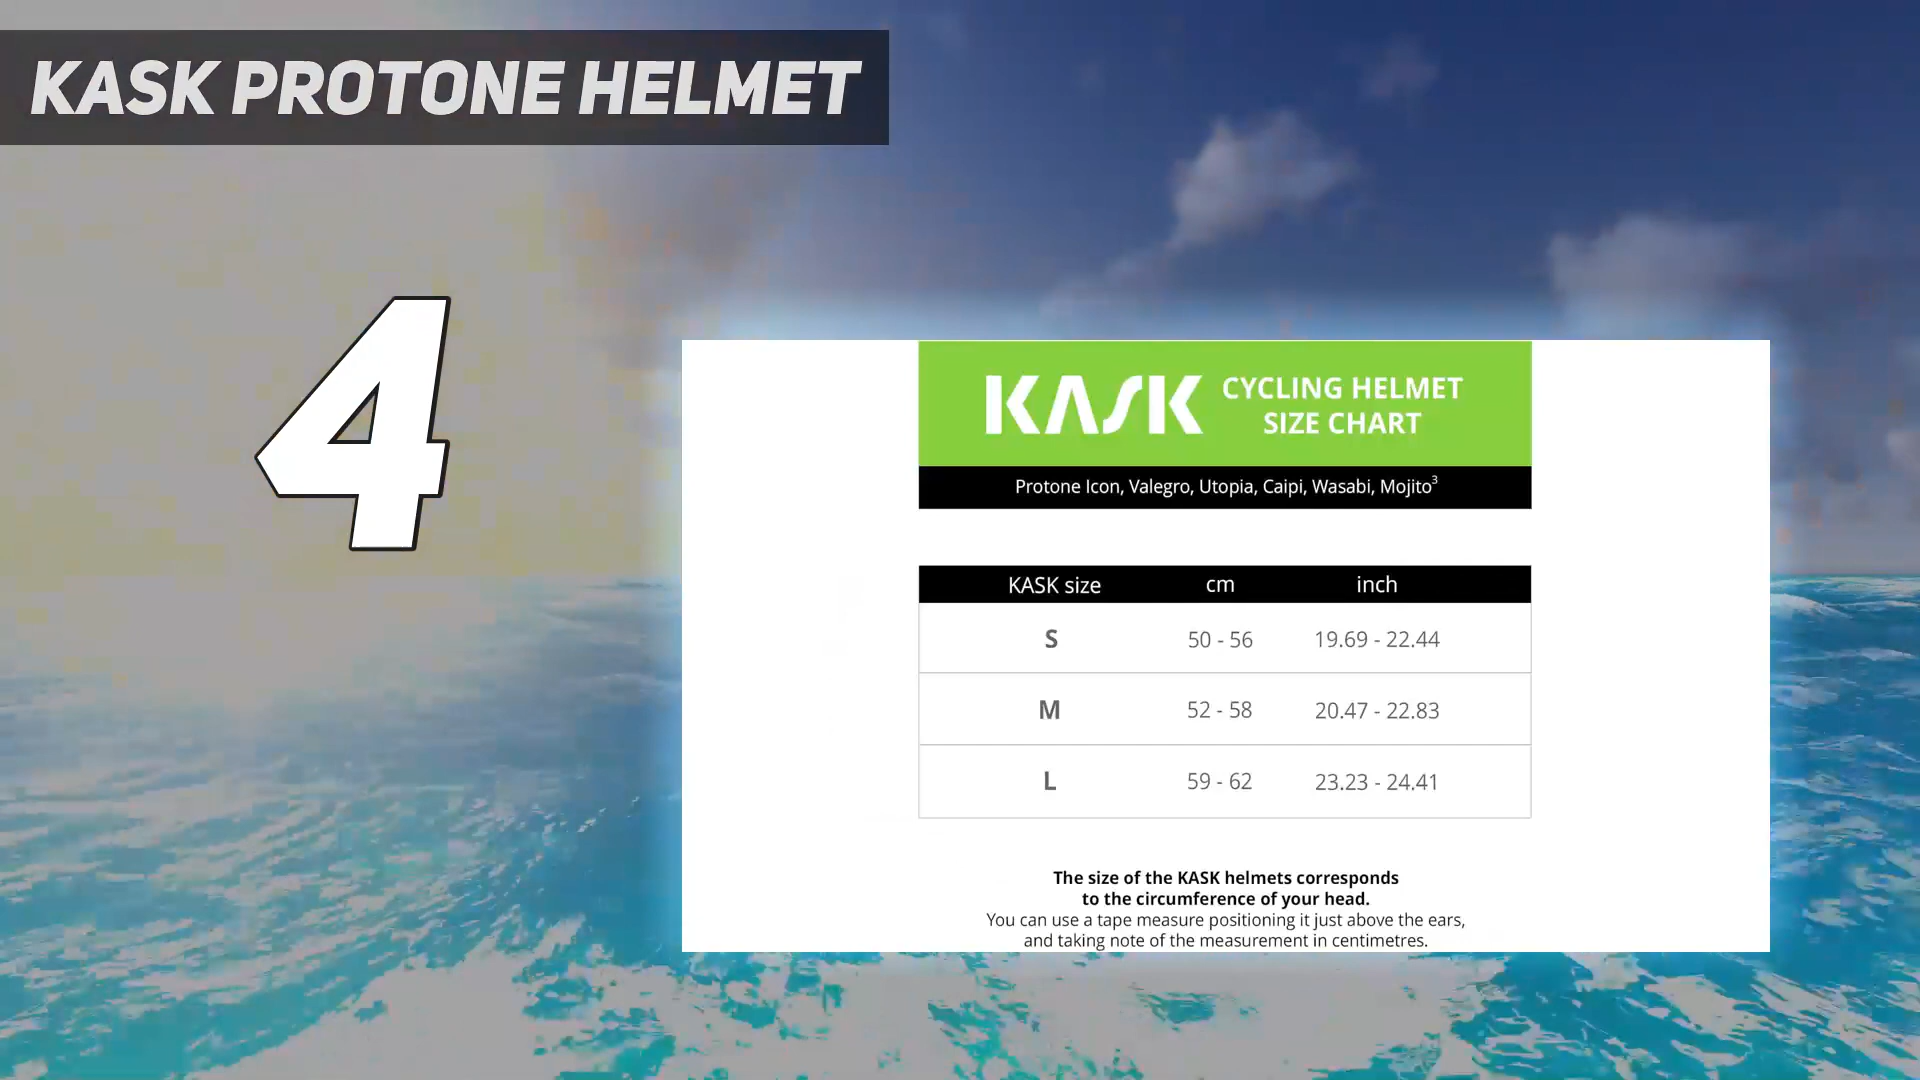 KASK PROTONE HELMET
4
KASK CYCLING HELMET
SIZE CHART
Protone Icon, Valegro, Utopia, Caipi, Wasabi, Mojito³
KASK size cm inch
S 50 - 56 19.69 - 22.44
M 52 - 58 20.47 - 22.83
L 59 - 62 23.23 - 24.41
The size of the KASK helmets corresponds
to the circumference of your head.
You can use a tape measure positioning it just above the ears,
and taking note of the measurement in centimetres.